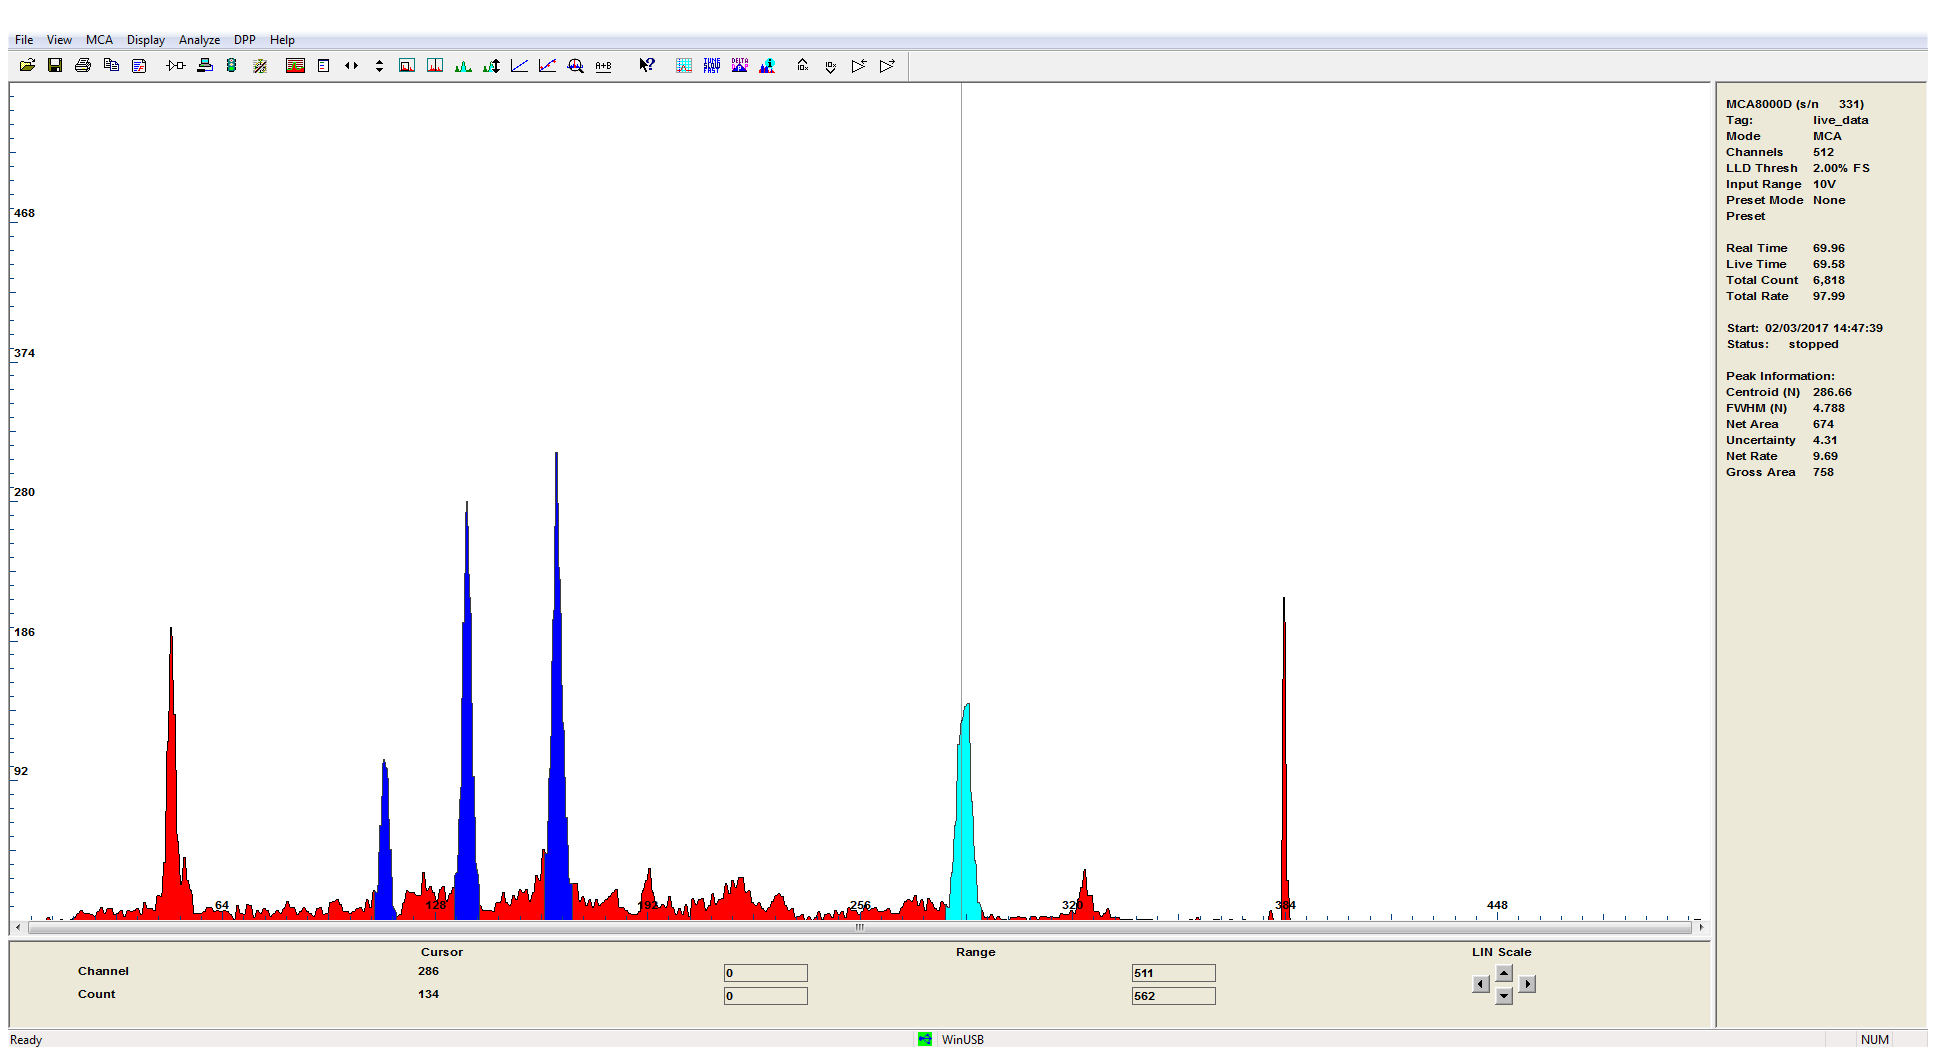 File View MCA Display Analyze DPP Help
A+B TUNE SLOW FAST DELTA
MCA8000D (s/n 331)
Tag: live_data
Mode MCA
Channels 512
LLD Thresh 2.00% FS
Input Range 10V
Preset Mode None
Preset
Real Time 69.96
Live Time 69.58
Total Count 6,818
Total Rate 97.99
Start: 02/03/2017 14:47:39
Status: stopped
Peak Information:
Centroid (N) 286.66
FWHM (N) 4.788
Net Area 674
Uncertainty 4.31
Net Rate 9.69
Gross Area 758
468
374
280
186
92
64 128 192 256 320 384 448
Cursor Range LIN Scale
Channel 286 0 511
Count 134 0 562
Ready WinUSB NUM